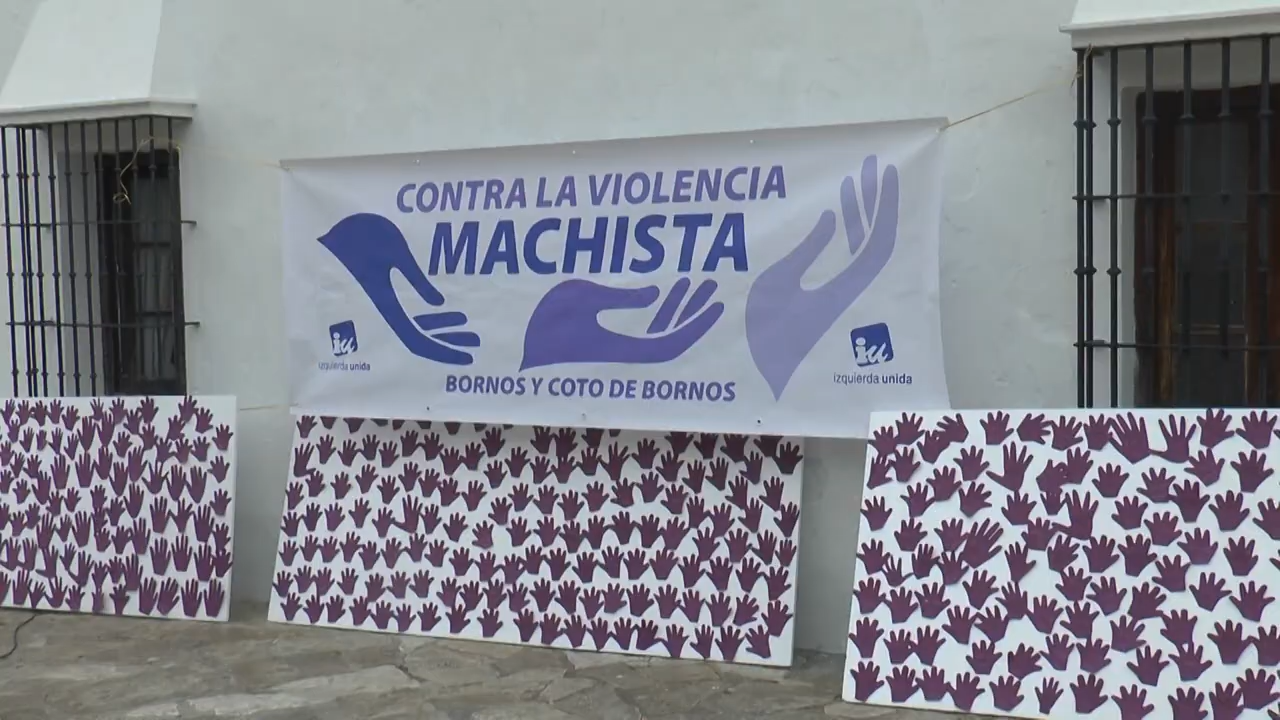 CONTRA LA VIOLENCIA
MACHISTA
iu
izquierda unida
iu
izquierda unida
BORNOS Y COTO DE BORNOS